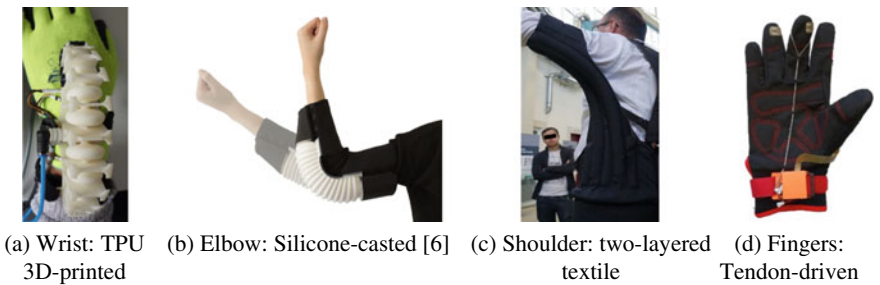 (a) Wrist: TPU
3D-printed
(b) Elbow: Silicone-casted [6]
(c) Shoulder: two-layered
textile
(d) Fingers:
Tendon-driven